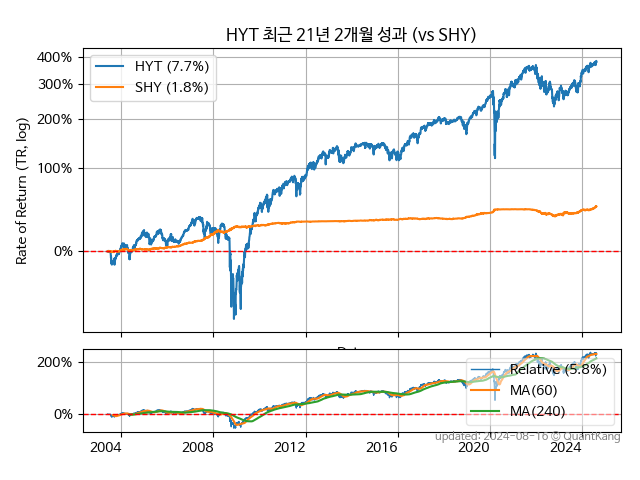 HYT 최근 21년 2개월 성과 (vs SHY)
400%
300%
200%
100%
0%
Rate of Return (TR, log)
HYT (7.7%)
SHY (1.8%)
200%
0%
Relative (5.8%)
MA(60)
MA(240)
2004
2008
2012
2016
2020
2024
updated: 2024-08-16 © QuantKang